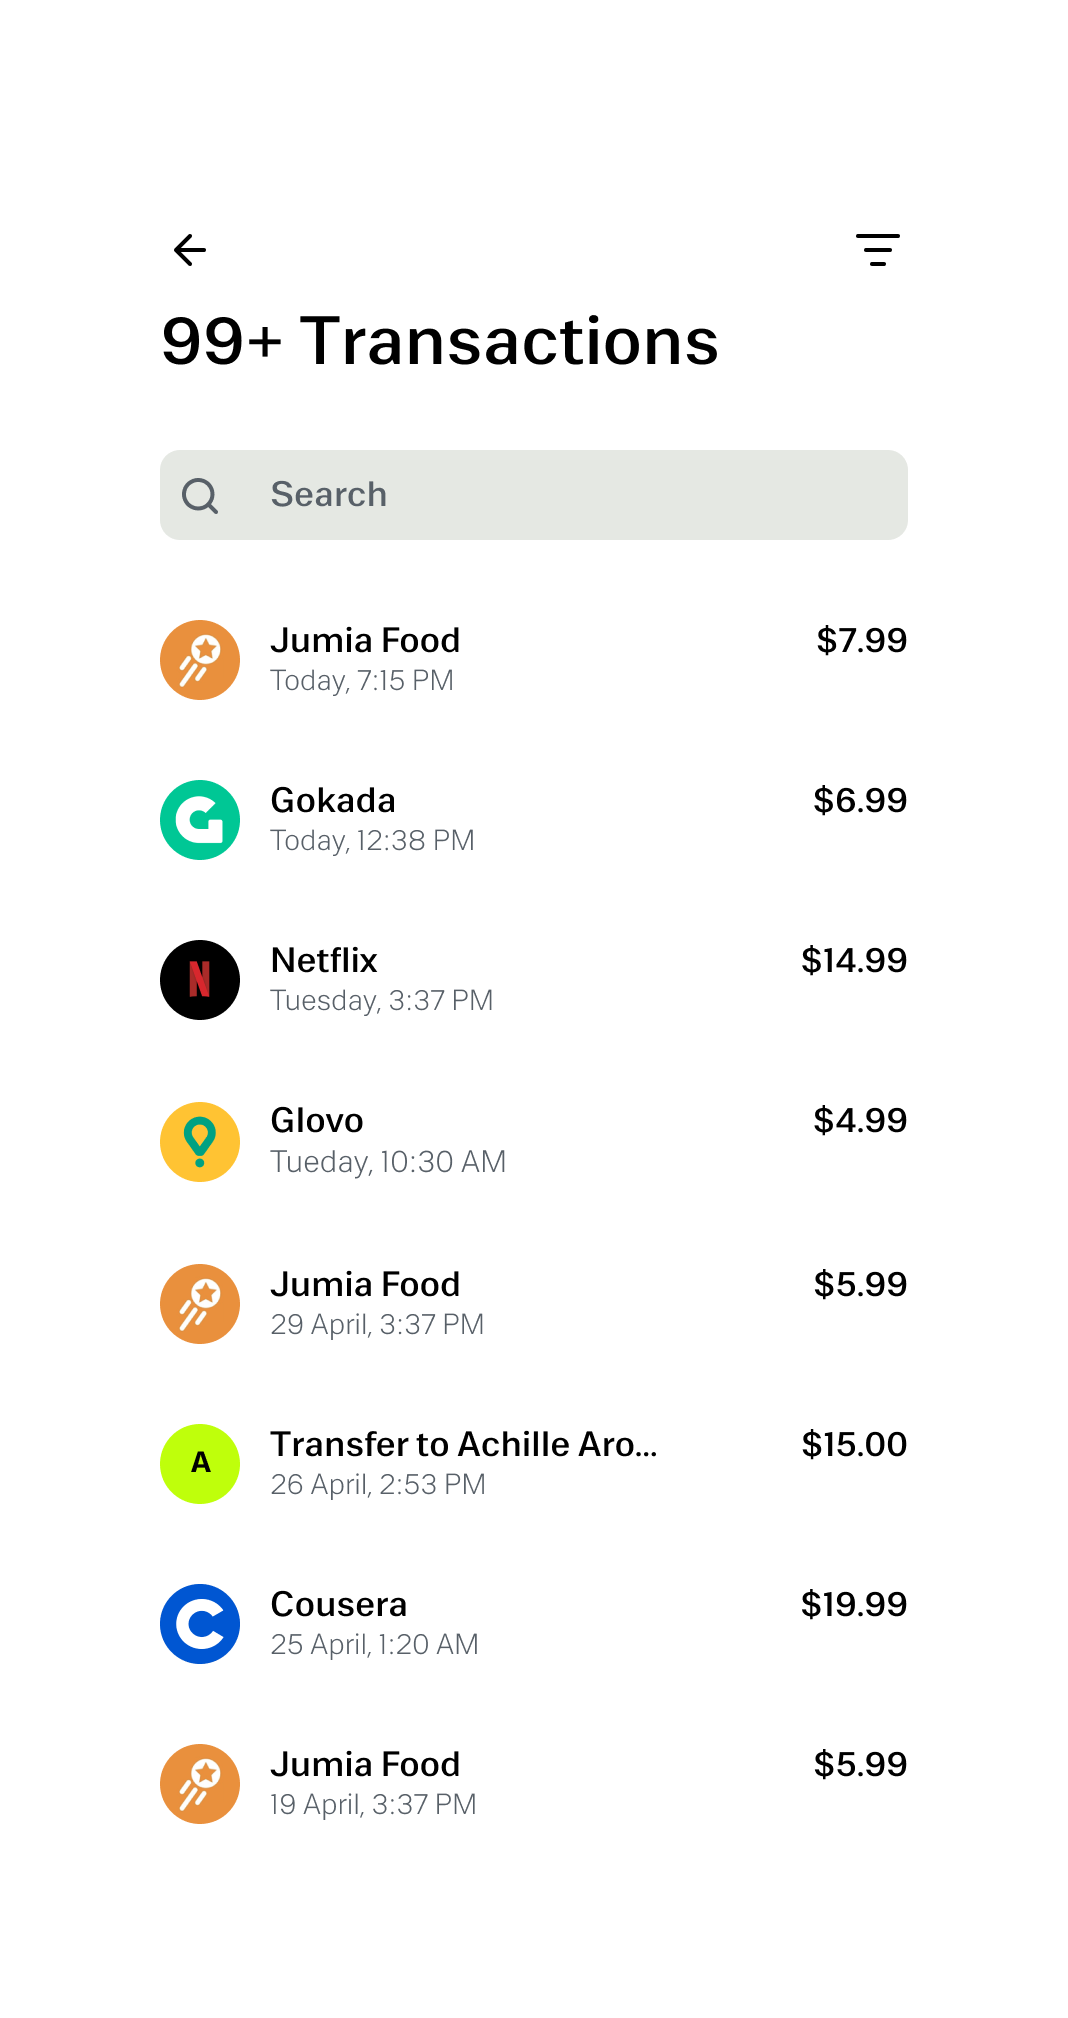 99+ Transactions
Search
Jumia Food $7.99
Today, 7:15 PM
Gokada $6.99
Today, 12:38 PM
N
Netflix $14.99
Tuesday, 3:37 PM
Glovo $4.99
Tueday, 10:30 AM
Jumia Food $5.99
29 April, 3:37 PM
A
Transfer to Achille Aro... $15.00
26 April, 2:53 PM
Cousera $19.99
25 April, 1:20 AM
Jumia Food $5.99
19 April, 3:37 PM